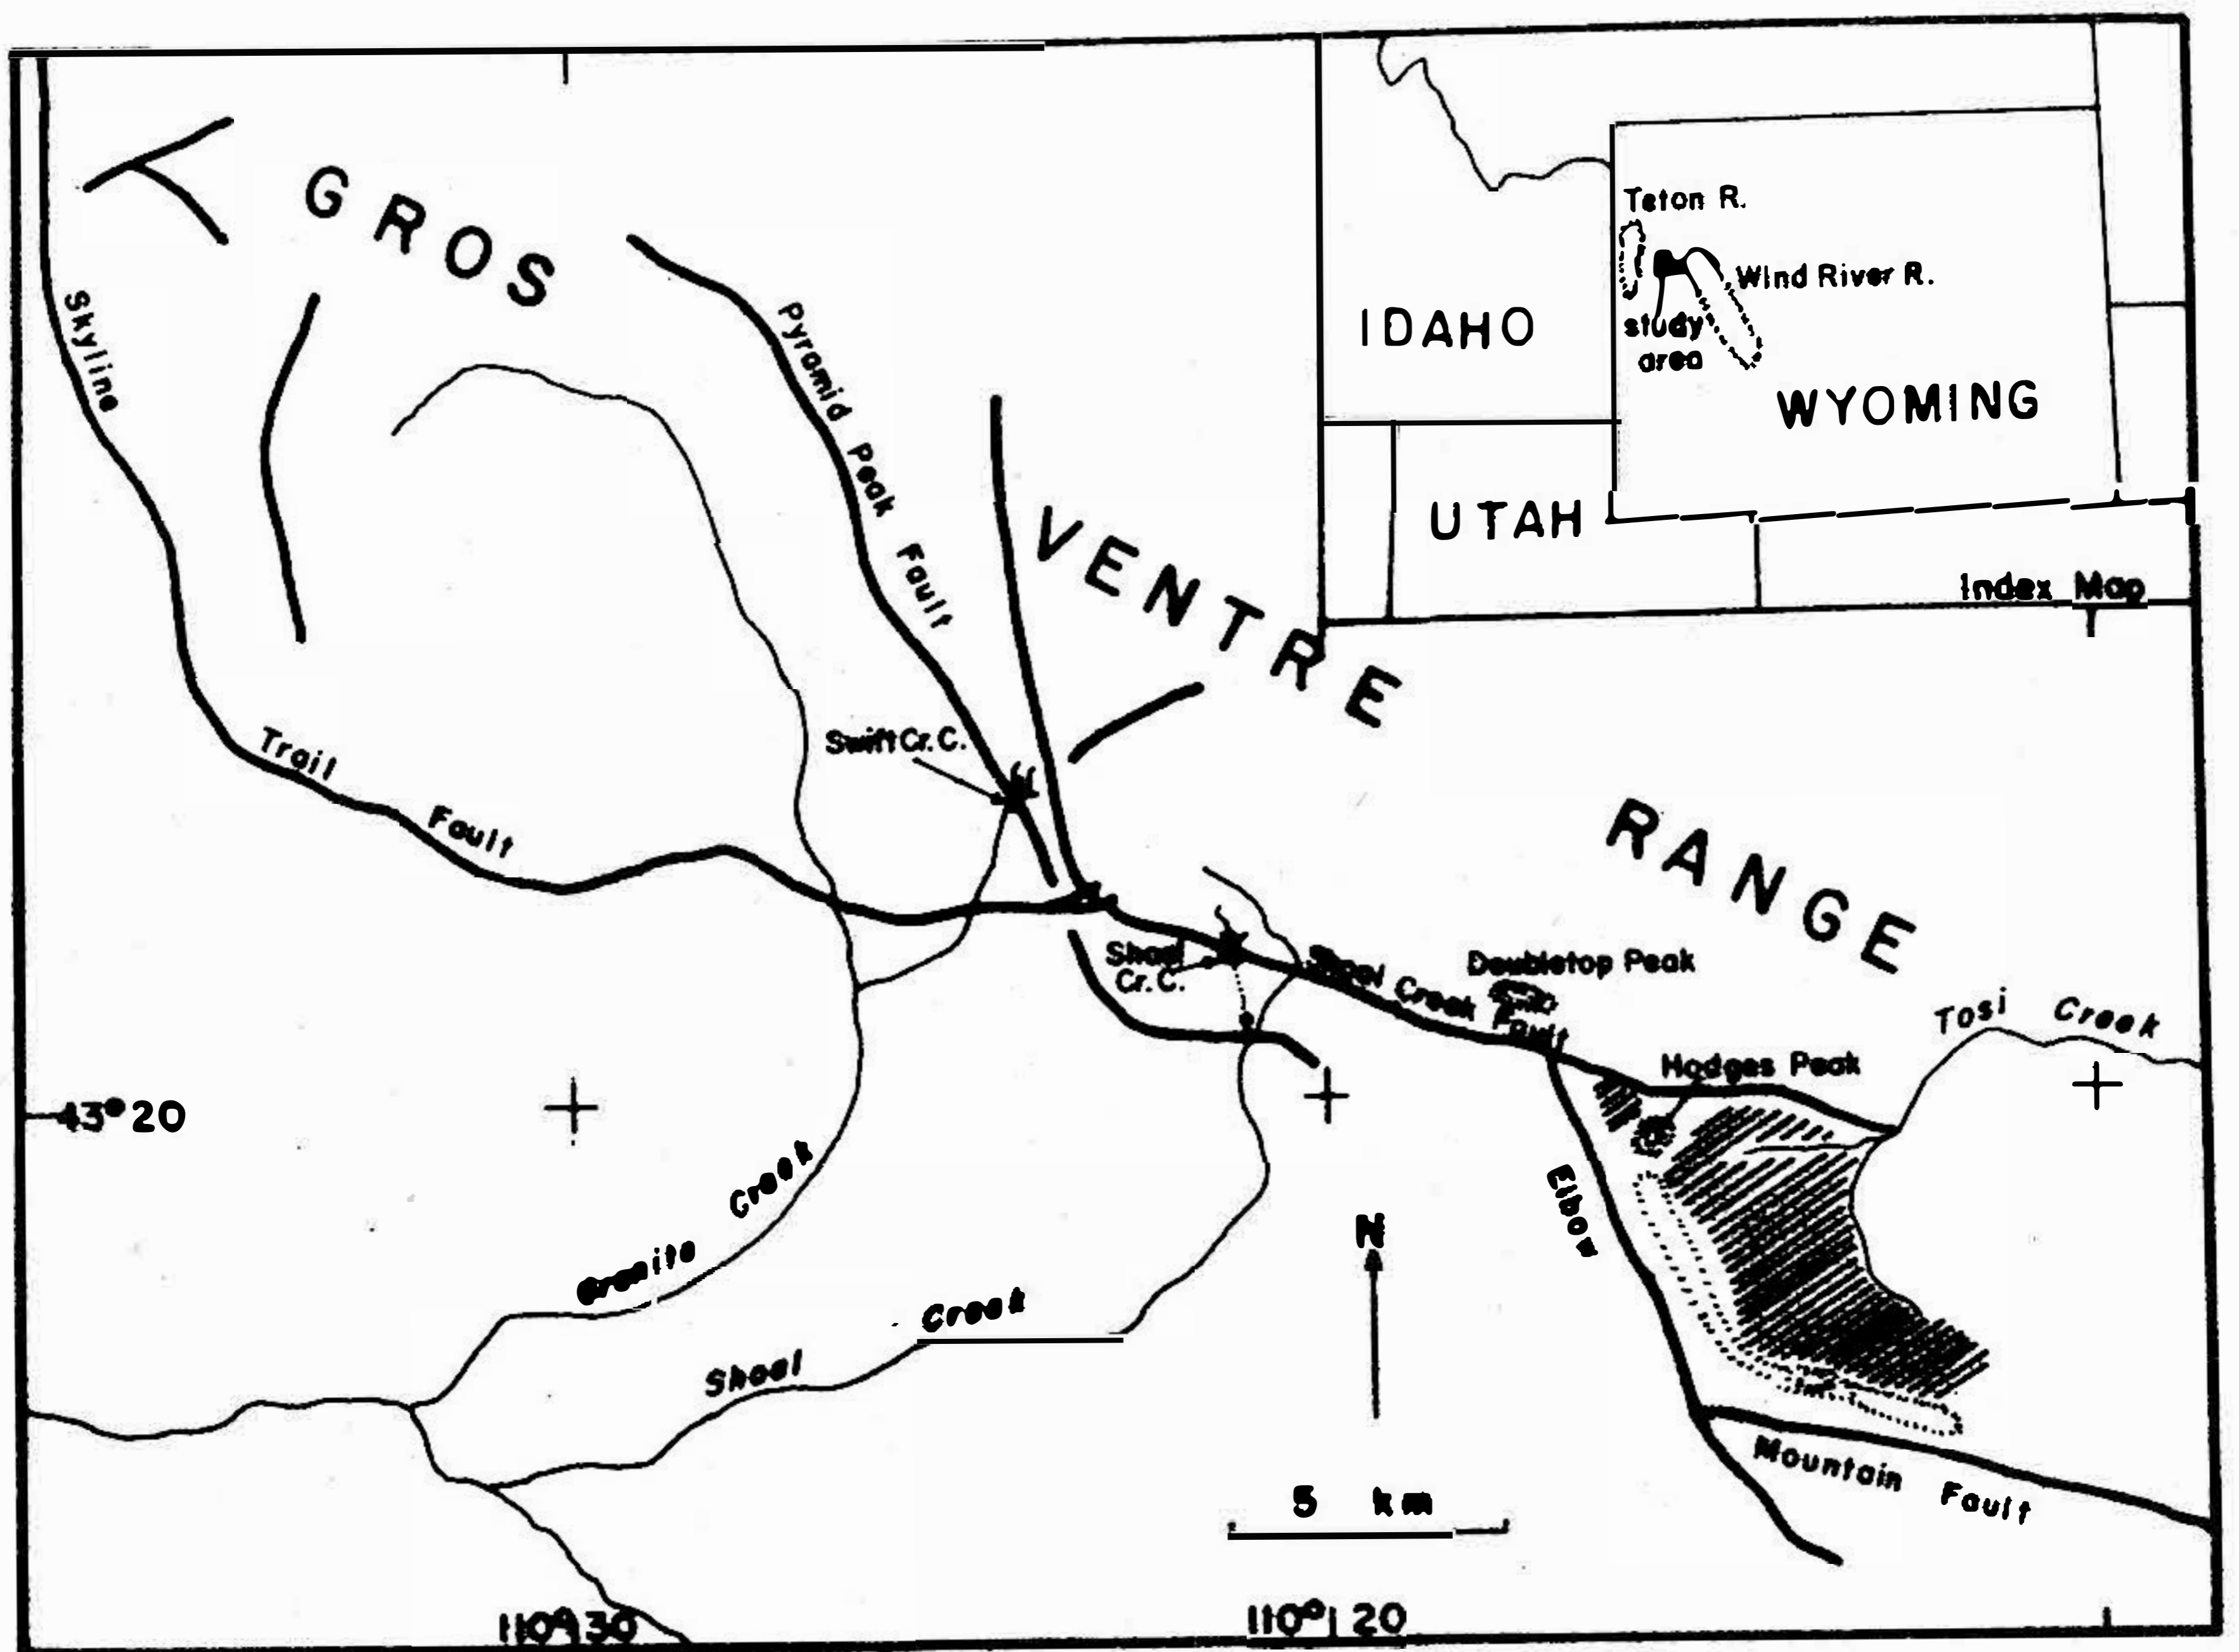 GROS
VENTRE
RANGE
Skyline
Trail
Fault
Pyramid Peak Fault
Swift Cr. C.
Shoal
Cr. C.
Shoal Creek Fault
Doubletop Peak
Hodges Peak
Tosi Creek
Elbow
Mountain Fault
Granite Creek
Shoal Creek
43° 20
110° 30
110° 20
N
5 km
Teton R.
Wind River R.
study
area
IDAHO
WYOMING
UTAH
Index Map